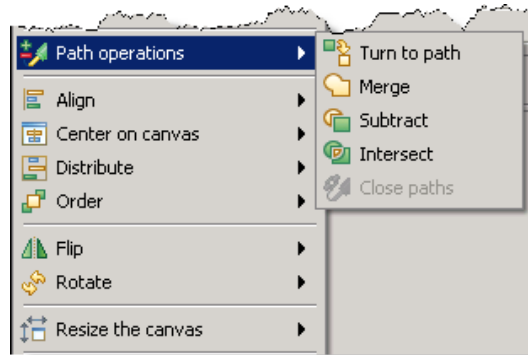 Path operations
Align
Center on canvas
Distribute
Order
Flip
Rotate
Resize the canvas
Turn to path
Merge
Subtract
Intersect
Close paths